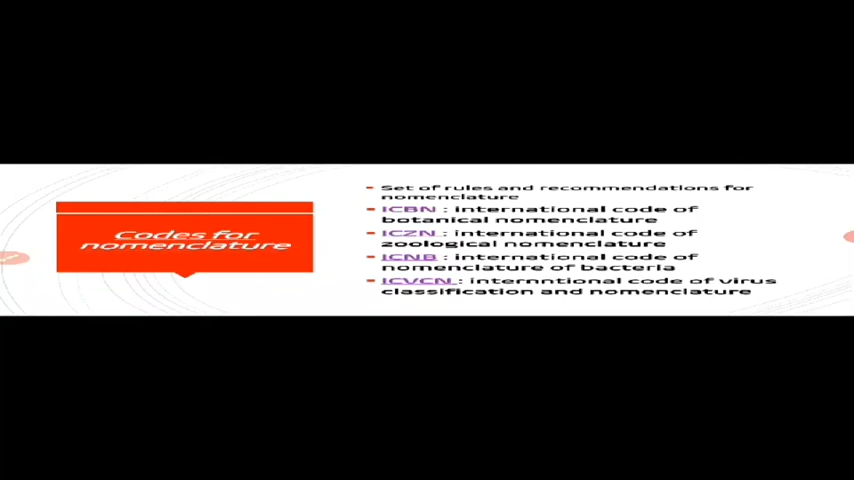 Codes for
nomenclature
Set of rules and recommendations for
nomenclature
ICBN : international code of
botanical nomenclature
ICZN : international code of
zoological nomenclature
ICNB : international code of
nomenclature of bacteria
ICVCN : interntional code of virus
classification and nomenclature